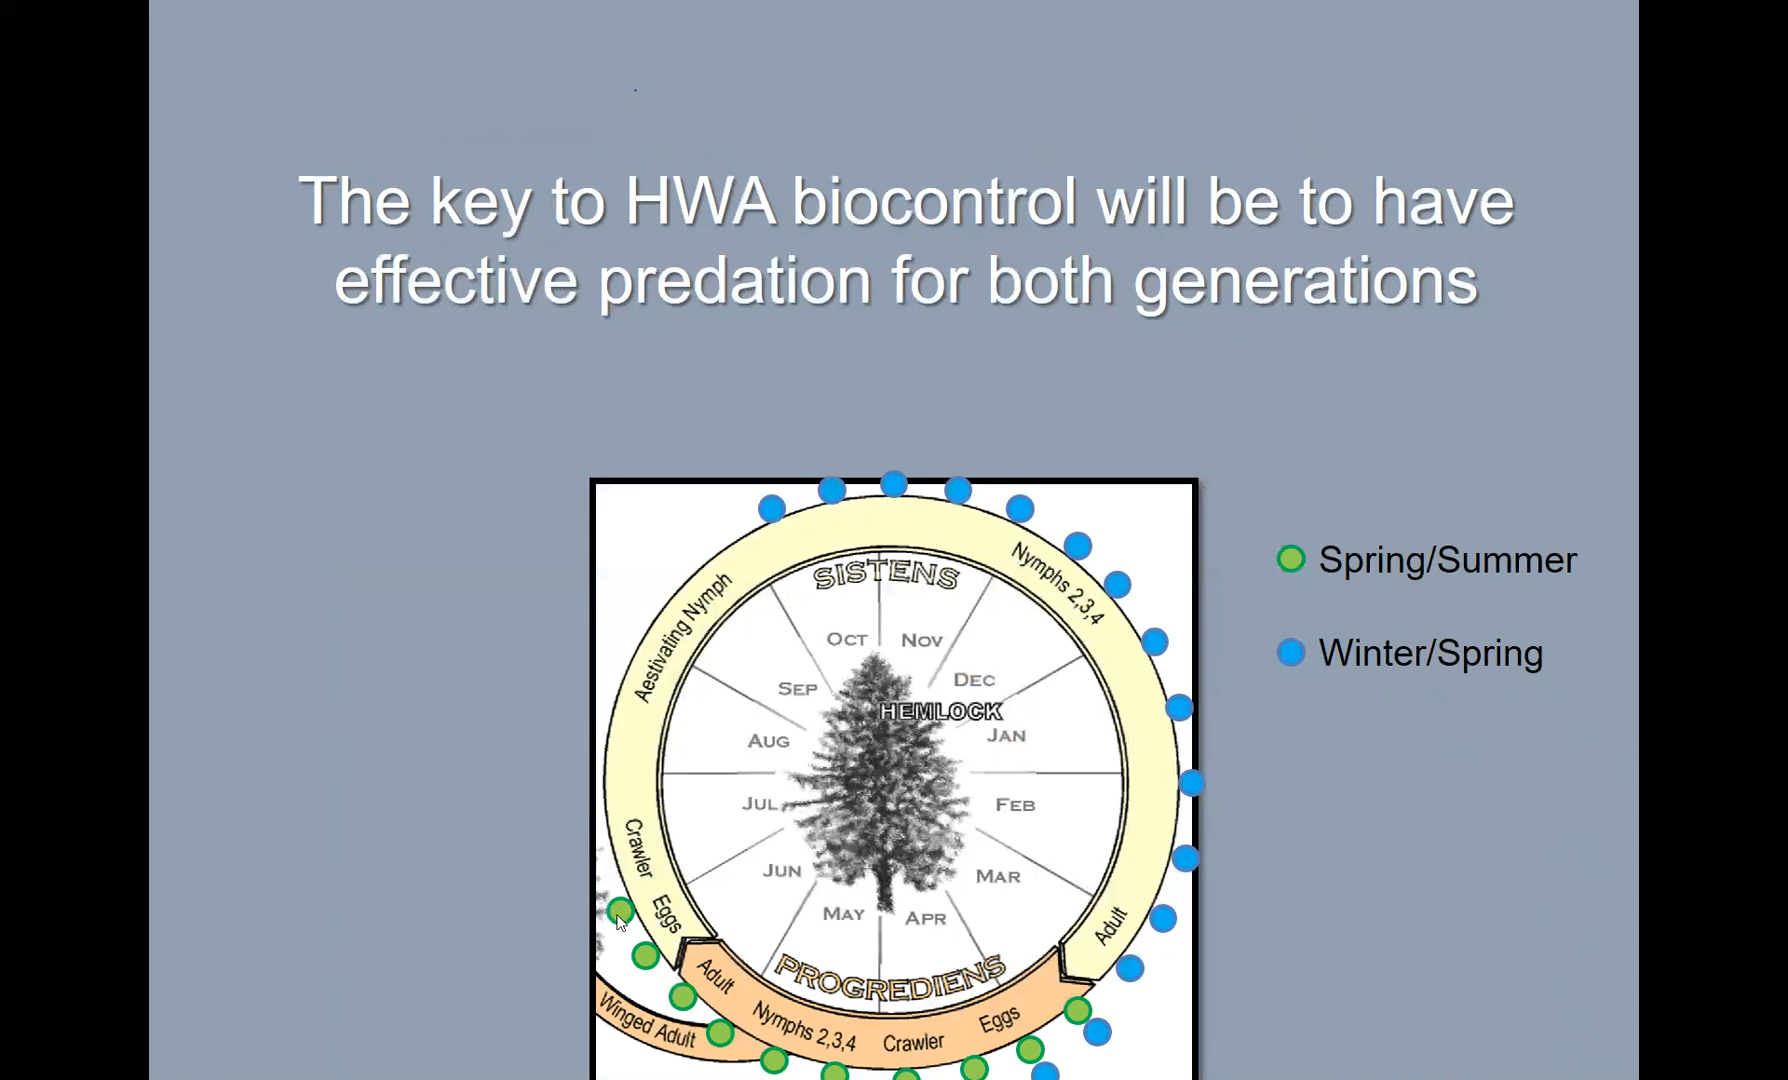 The key to HWA biocontrol will be to have
effective predation for both generations
Spring/Summer
Winter/Spring
SISTENS
Nymphs 2,3,4
Aestivating Nymph
OCT
NOV
SEP
DEC
HEMLOCK
AUG
JAN
JUL
FEB
Crawler
JUN
MAR
Eggs
MAY
APR
Adult
PROGREDIENS
Adult
Nymphs 2,3,4
Crawler
Eggs
Winged Adult